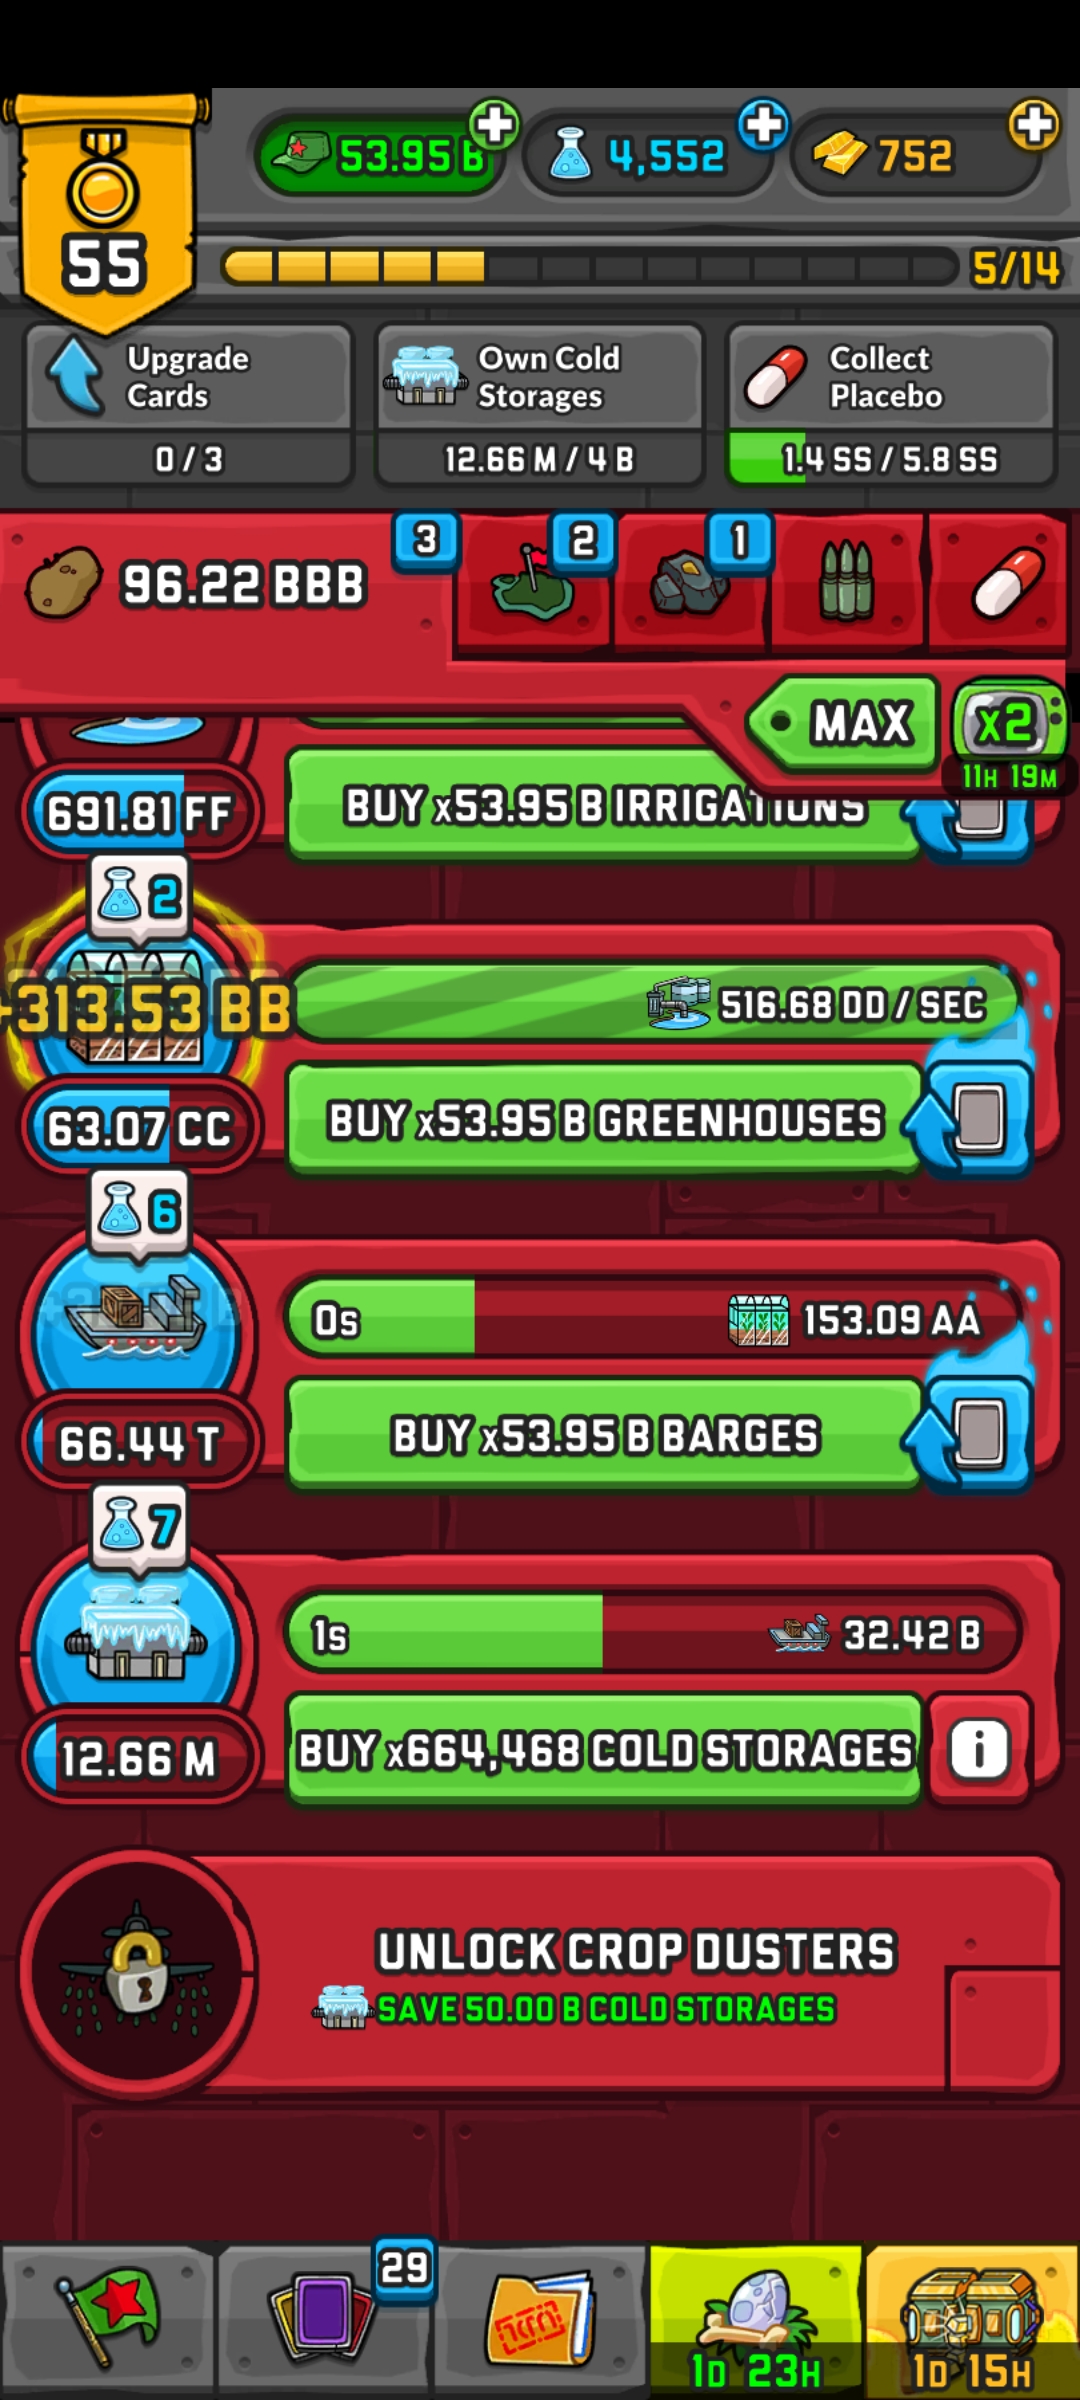 53.95 B
4,552
752
55
5/14
Upgrade
Cards
0 / 3
Own Cold
Storages
12.66 M / 4 B
Collect
Placebo
1.4 SS / 5.8 SS
96.22 BBB
3
2
1
MAX
x2
11H 19M
691.81 FF
BUY x53.95 B IRRIGATIONS
2
+313.53 BB
516.68 DD / SEC
63.07 CC
BUY x53.95 B GREENHOUSES
6
0s
153.09 AA
66.44 T
BUY x53.95 B BARGES
7
1s
32.42 B
12.66 M
BUY x664,468 COLD STORAGES
i
UNLOCK CROP DUSTERS
SAVE 50.00 B COLD STORAGES
29
1D 23H
1D 15H